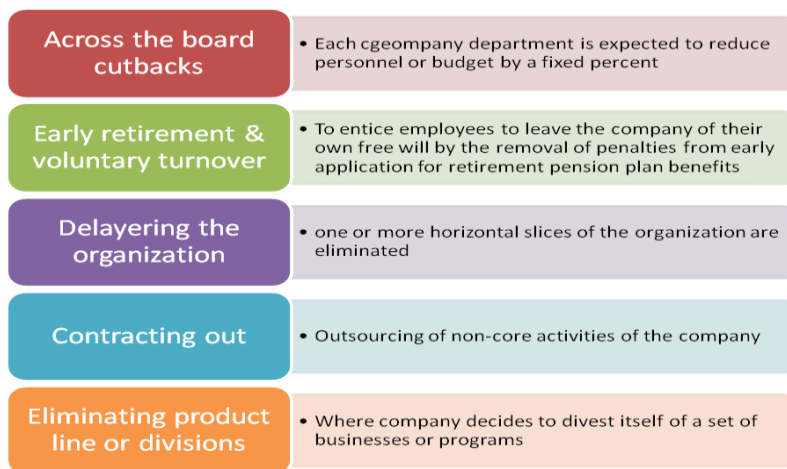 Across the board
cutbacks
• Each cgeompany department is expected to reduce
personnel or budget by a fixed percent
Early retirement &
voluntary turnover
• To entice employees to leave the company of their
own free will by the removal of penalties from early
application for retirement pension plan benefits
Delayering the
organization
• one or more horizontal slices of the organization are
eliminated
Contracting out
• Outsourcing of non-core activities of the company
Eliminating product
line or divisions
• Where company decides to divest itself of a set of
businesses or programs